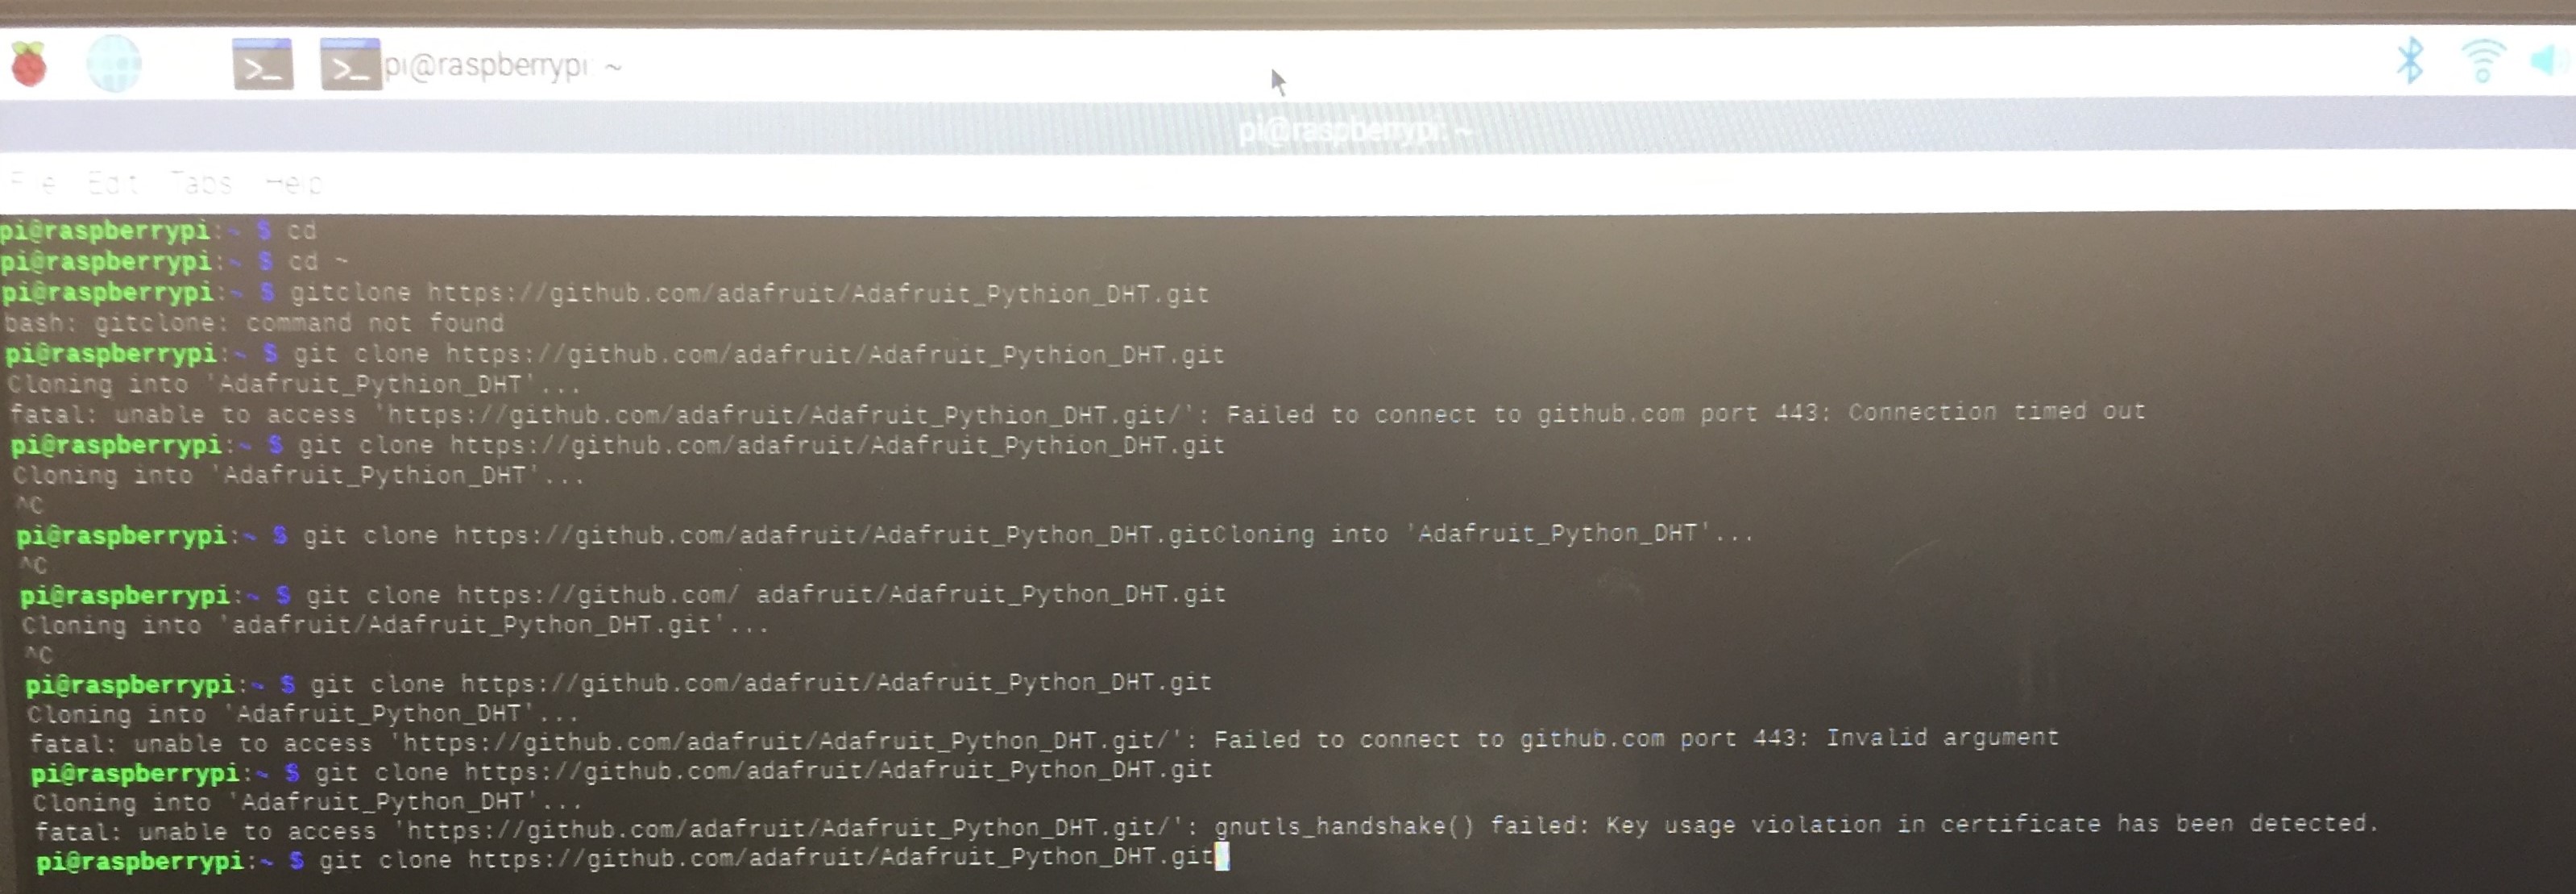 >_ >_ pi@raspberrypi: ~
pi@raspberrypi: ~
File Edit Tabs Help
pi@raspberrypi:~ $ cd
pi@raspberrypi:~ $ cd ~
pi@raspberrypi:~ $ gitclone https://github.com/adafruit/Adafruit_Pythion_DHT.git
bash: gitclone: command not found
pi@raspberrypi:~ $ git clone https://github.com/adafruit/Adafruit_Pythion_DHT.git
Cloning into 'Adafruit_Pythion_DHT'...
fatal: unable to access 'https://github.com/adafruit/Adafruit_Pythion_DHT.git/': Failed to connect to github.com port 443: Connection timed out
pi@raspberrypi:~ $ git clone https://github.com/adafruit/Adafruit_Pythion_DHT.git
Cloning into 'Adafruit_Pythion_DHT'...
^C
pi@raspberrypi:~ $ git clone https://github.com/adafruit/Adafruit_Python_DHT.gitCloning into 'Adafruit_Python_DHT'...
^C
pi@raspberrypi:~ $ git clone https://github.com/ adafruit/Adafruit_Python_DHT.git
Cloning into 'adafruit/Adafruit_Python_DHT.git'...
^C
pi@raspberrypi:~ $ git clone https://github.com/adafruit/Adafruit_Python_DHT.git
Cloning into 'Adafruit_Python_DHT'...
fatal: unable to access 'https://github.com/adafruit/Adafruit_Python_DHT.git/': Failed to connect to github.com port 443: Invalid argument
pi@raspberrypi:~ $ git clone https://github.com/adafruit/Adafruit_Python_DHT.git
Cloning into 'Adafruit_Python_DHT'...
fatal: unable to access 'https://github.com/adafruit/Adafruit_Python_DHT.git/': gnutls_handshake() failed: Key usage violation in certificate has been detected.
pi@raspberrypi:~ $ git clone https://github.com/adafruit/Adafruit_Python_DHT.git